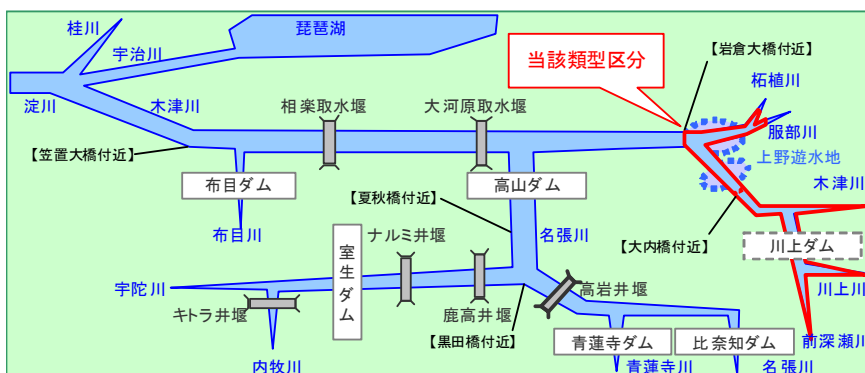 桂川
宇治川
琵琶湖
当該類型区分
【岩倉大橋付近】
柘植川
淀川
木津川
相楽取水堰
大河原取水堰
服部川
上野遊水地
【笠置大橋付近】
布目ダム
高山ダム
木津川
【夏秋橋付近】
布目川
室生ダム
ナルミ井堰
名張川
【大内橋付近】
川上ダム
宇陀川
キトラ井堰
鹿高井堰
高岩井堰
川上川
【黒田橋付近】
青蓮寺ダム
比奈知ダム
前深瀬川
内牧川
青蓮寺川
名張川